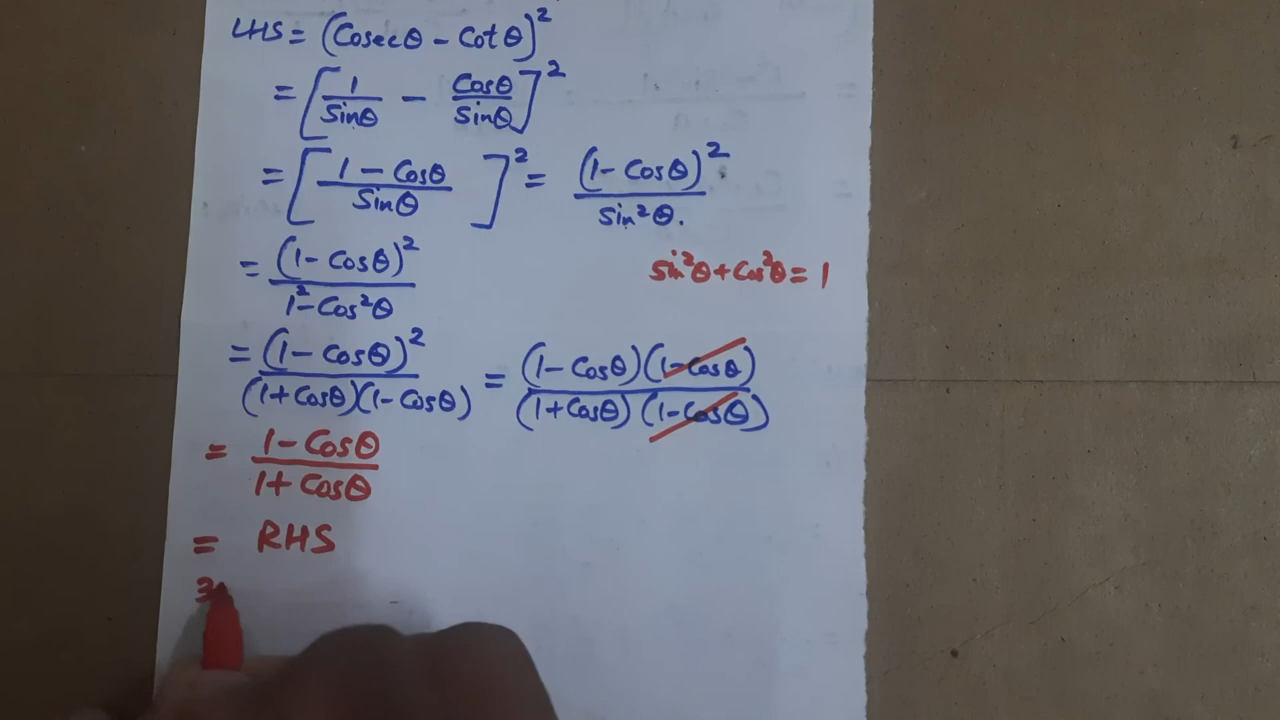 LHS = (Cosecθ - Cotθ)²
= [1/Sinθ - Cosθ/Sinθ]²
= [(1 - Cosθ)/Sinθ]² = (1 - Cosθ)²/Sin²θ.
= (1 - Cosθ)²/(1² - Cos²θ)
Sin²θ + Cos²θ = 1
= (1 - Cosθ)²/(1+Cosθ)(1-Cosθ) = (1-Cosθ)(1-Cosθ)/(1+Cosθ)(1-Cosθ)
= (1 - Cosθ)/(1 + Cosθ)
= RHS